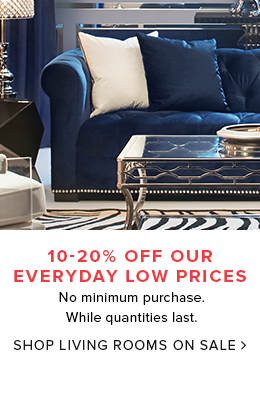 10-20% OFF OUR
EVERYDAY LOW PRICES
No minimum purchase.
While quantities last.
SHOP LIVING ROOMS ON SALE >